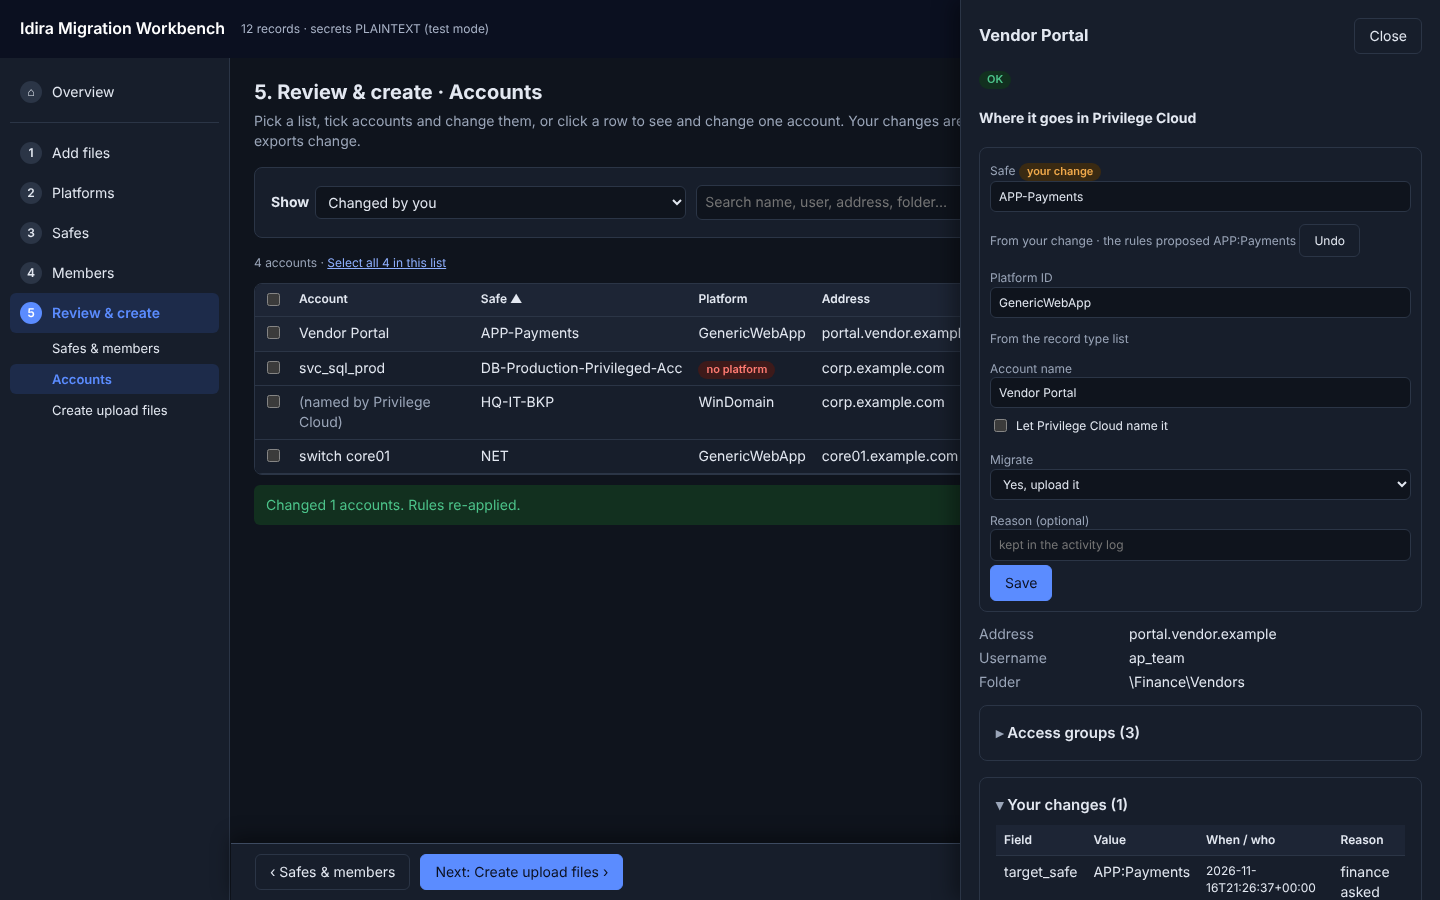 Idira Migration Workbench
12 records · secrets PLAINTEXT (test mode)
Overview
1 Add files
2 Platforms
3 Safes
4 Members
5 Review & create
Safes & members
Accounts
Create upload files
5. Review & create · Accounts
Pick a list, tick accounts and change them, or click a row to see and change one account. Your changes are
exports change.
Show Changed by you Search name, user, address, folder...
4 accounts · Select all 4 in this list
Account Safe ▲ Platform Address
Vendor Portal APP-Payments GenericWebApp portal.vendor.exampl
svc_sql_prod DB-Production-Privileged-Acc no platform corp.example.com
(named by Privilege HQ-IT-BKP WinDomain corp.example.com
Cloud)
switch core01 NET GenericWebApp core01.example.com
Changed 1 accounts. Rules re-applied.
‹ Safes & members Next: Create upload files ›
Vendor Portal Close
OK
Where it goes in Privilege Cloud
Safe your change
APP-Payments
From your change · the rules proposed APP:Payments Undo
Platform ID
GenericWebApp
From the record type list
Account name
Vendor Portal
Let Privilege Cloud name it
Migrate
Yes, upload it
Reason (optional)
kept in the activity log
Save
Address portal.vendor.example
Username ap_team
Folder \Finance\Vendors
▸ Access groups (3)
▾ Your changes (1)
Field Value When / who Reason
target_safe APP:Payments 2026-11- finance
16T21:26:37+00:00 asked